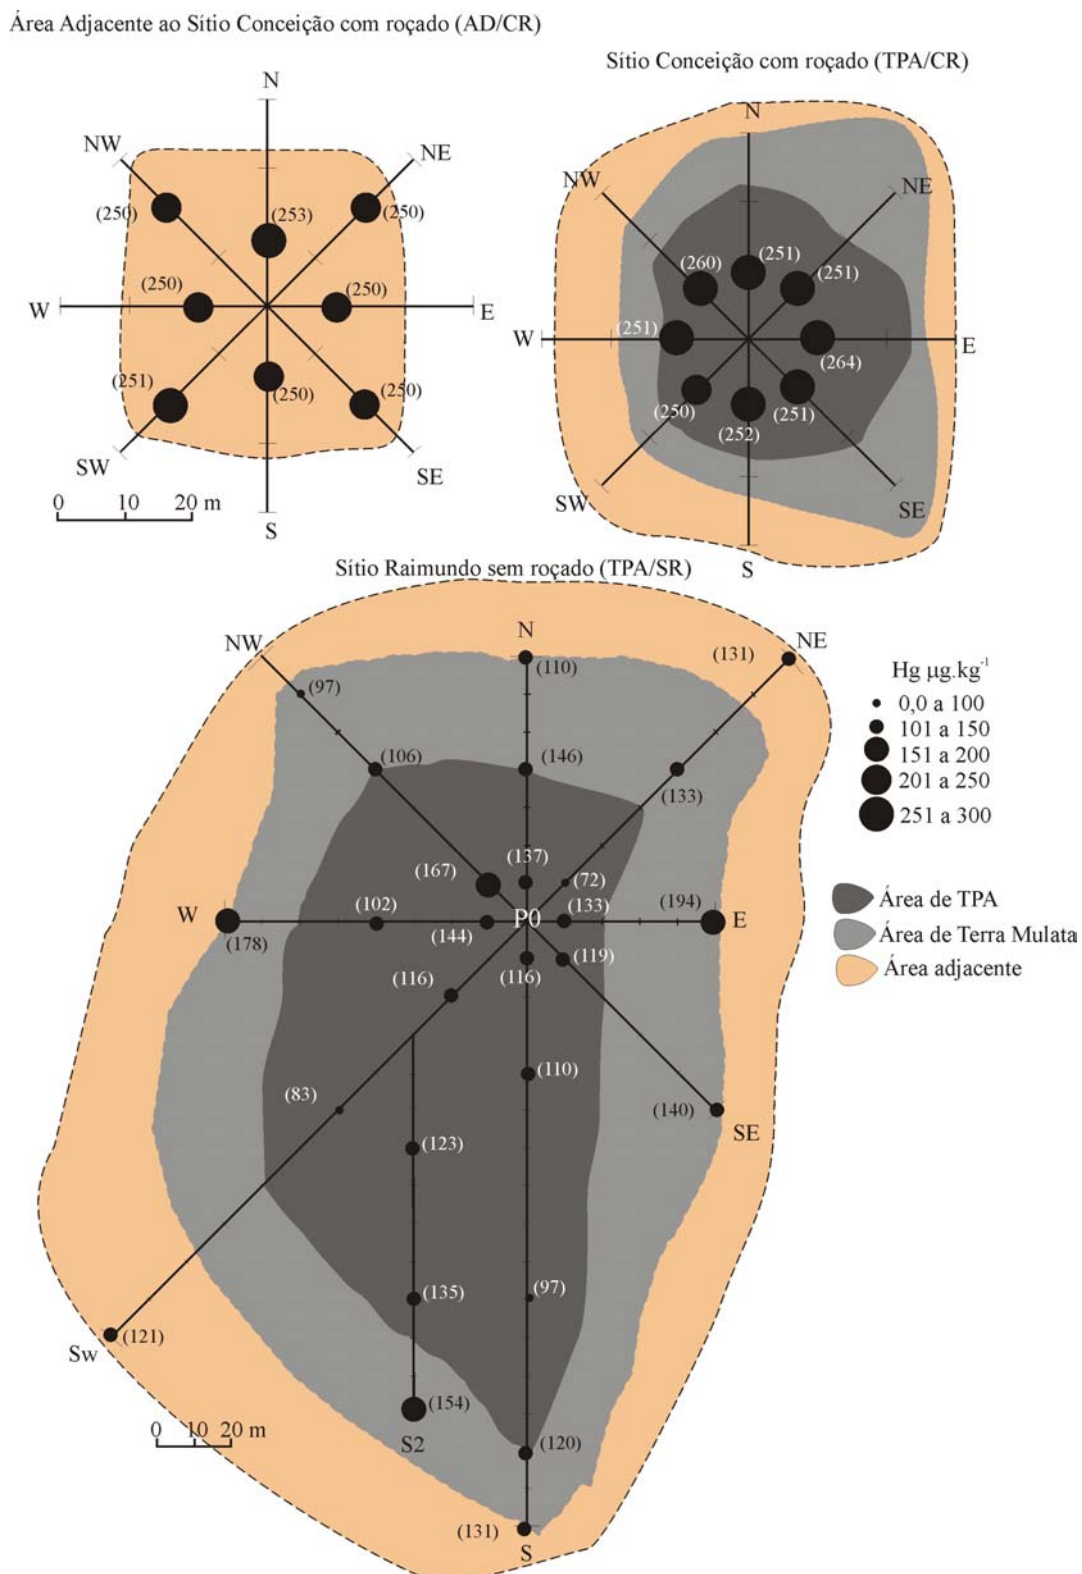 Área Adjacente ao Sítio Conceição com roçado (AD/CR)
N
NW
NE
(250)
(253)
(250)
(250)
(250)
W
E
(251)
(250)
(250)
SW
SE
S
0 10 20 m
Sítio Conceição com roçado (TPA/CR)
N
NW
NE
(260)
(251)
(251)
(251)
W
E
(264)
(250)
(252)
(251)
SW
SE
S
Sítio Raimundo sem roçado (TPA/SR)
N
NW
NE
(131)
(110)
(97)
(106)
(146)
(133)
(137)
(167)
(72)
W
(102)
P0
(133)
(194)
E
(178)
(144)
(119)
(116)
(116)
(110)
(83)
(140)
SE
(123)
(135)
(97)
(121)
Sw
(154)
S2
(120)
0 10 20 m
(131)
S
Hg µg.kg⁻¹
0,0 a 100
101 a 150
151 a 200
201 a 250
251 a 300
Área de TPA
Área de Terra Mulata
Área adjacente